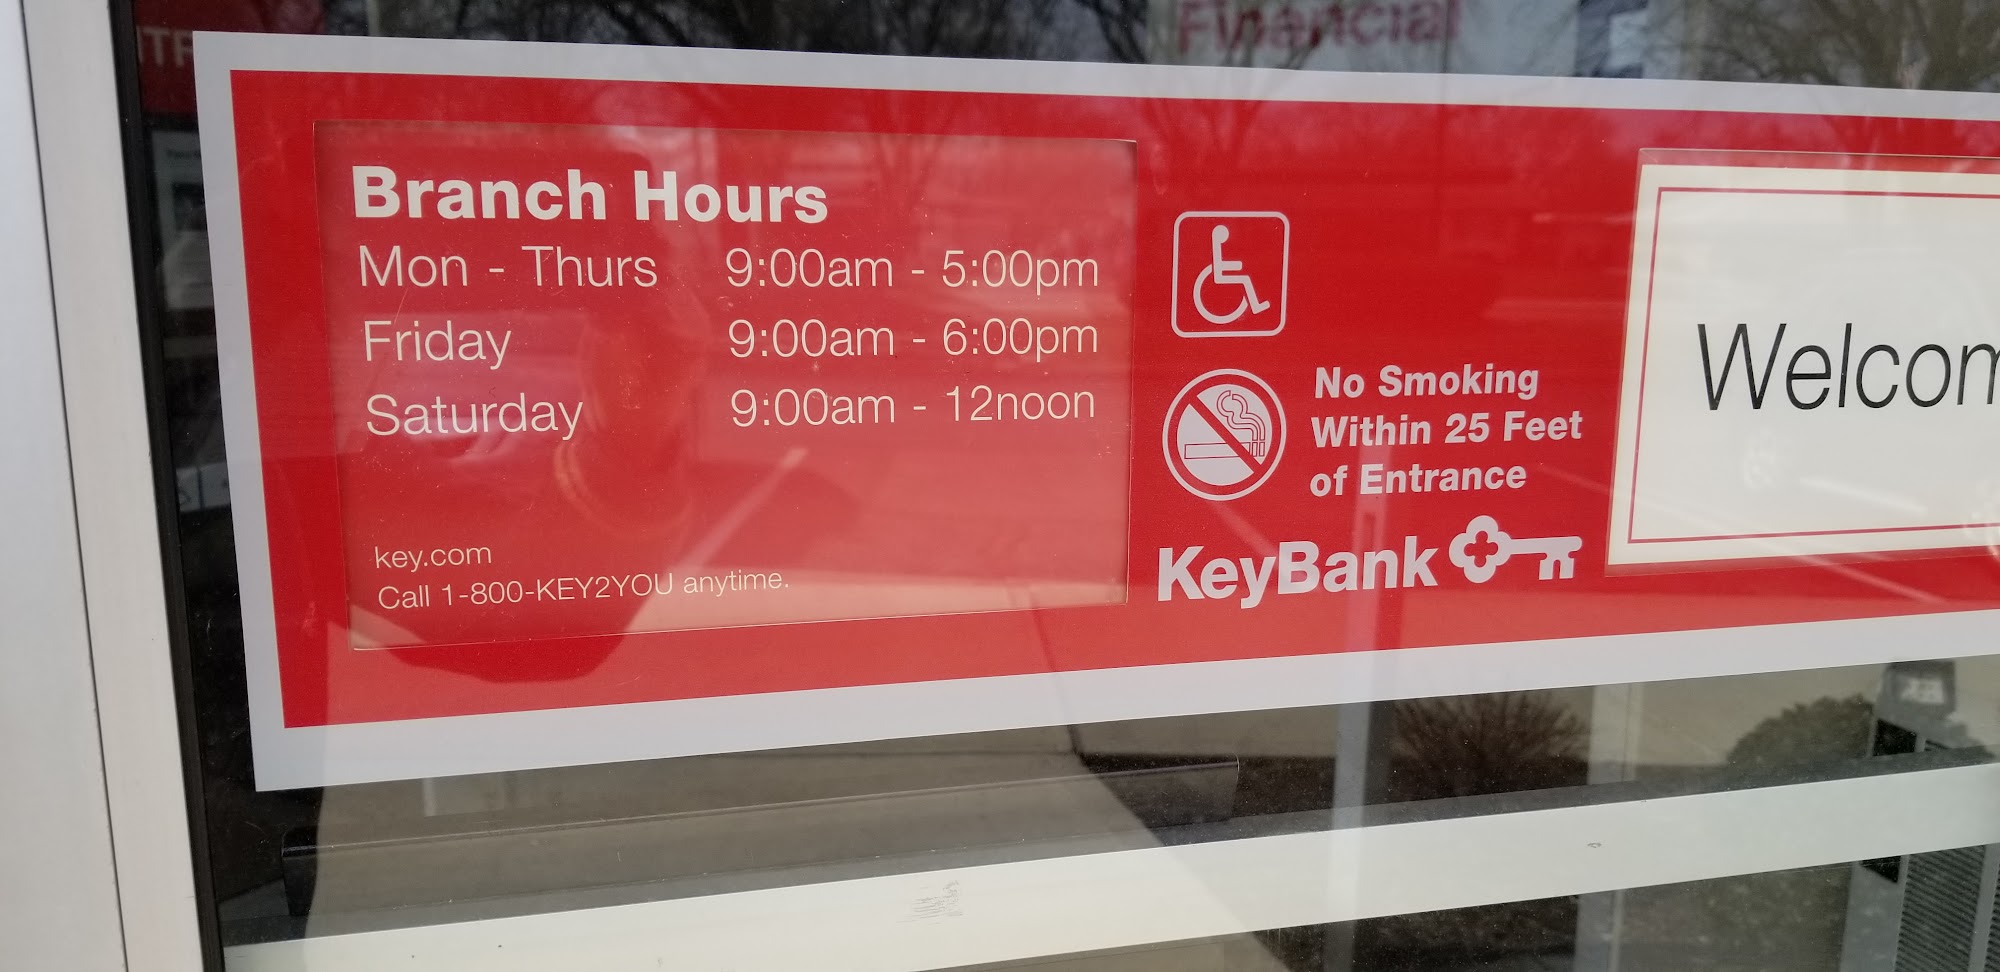 Financial
Branch Hours
Mon - Thurs 9:00am - 5:00pm
Friday 9:00am - 6:00pm
Saturday 9:00am - 12noon
key.com
Call 1-800-KEY2YOU anytime.
No Smoking
Within 25 Feet
of Entrance
KeyBank